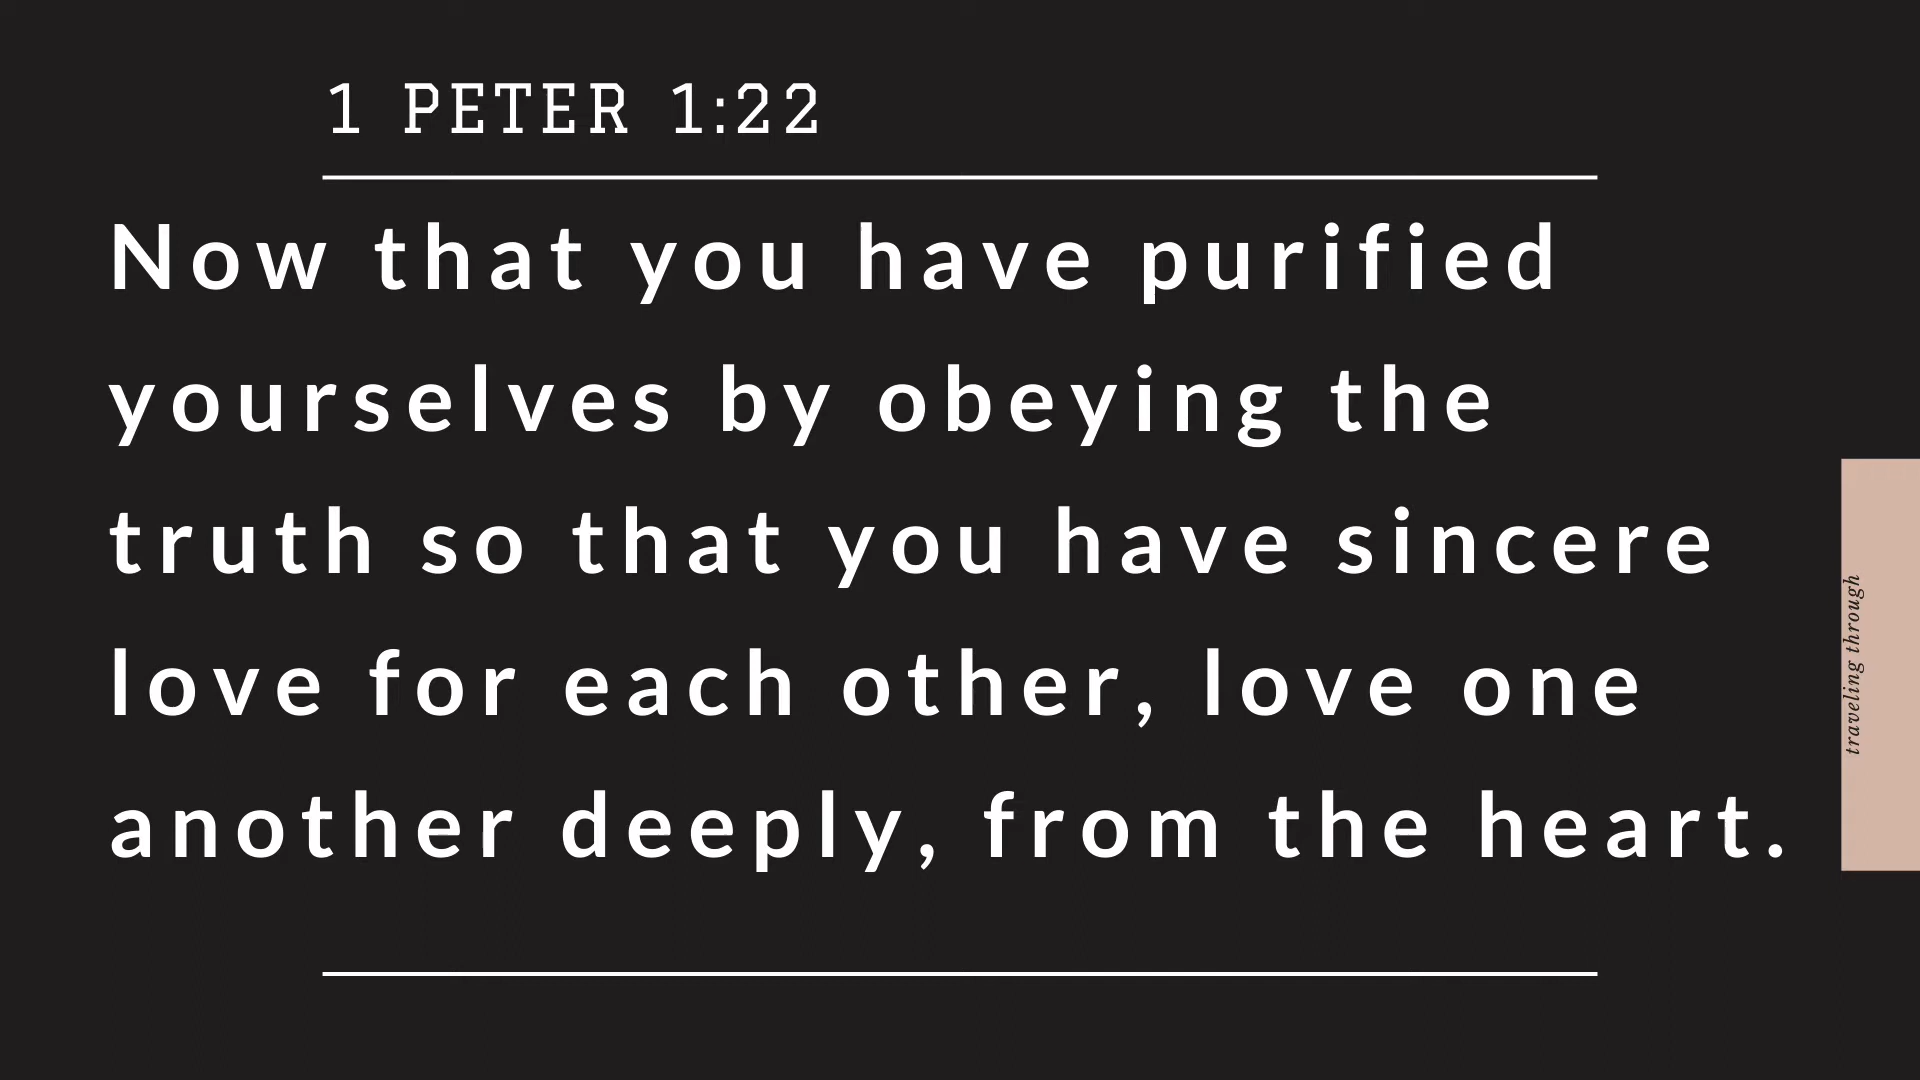 1 PETER 1:22
Now that you have purified
yourselves by obeying the
truth so that you have sincere
love for each other, love one
another deeply, from the heart.
traveling through